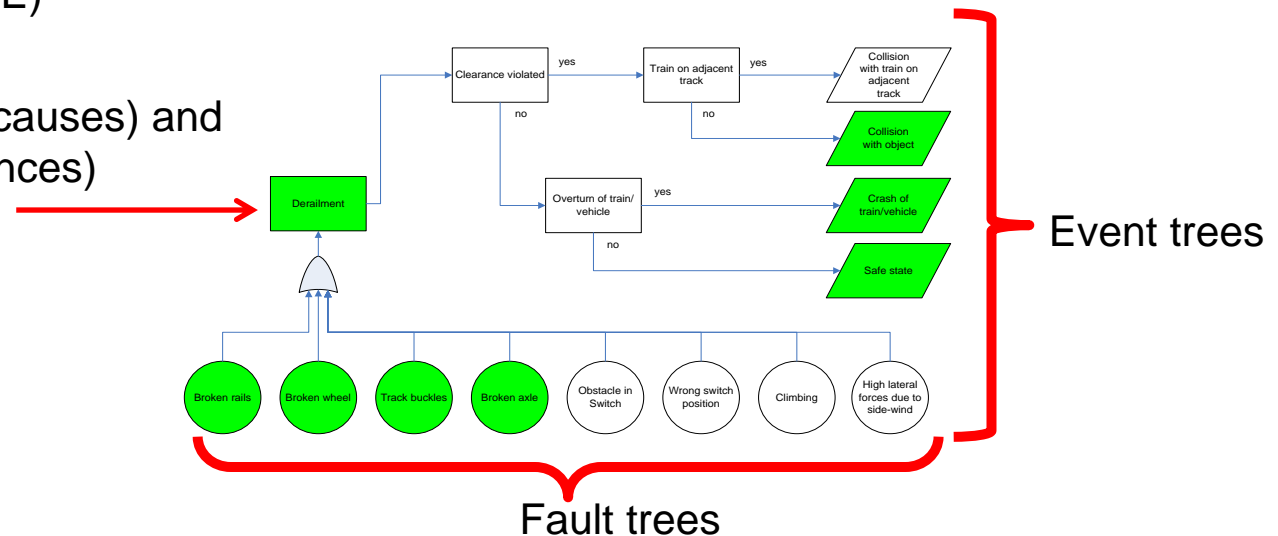 E)
causes) and
nces)
Clearance violated
yes
Train on adjacent
track
yes
Collision
with train on
adjacent
track
no
no
Collision
with object
Derailment
Overturn of train/
vehicle
yes
Crash of
train/vehicle
no
Safe state
Event trees
Broken rails
Broken wheel
Track buckles
Broken axle
Obstacle in
Switch
Wrong switch
position
Climbing
High lateral
forces due to
side-wind
Fault trees